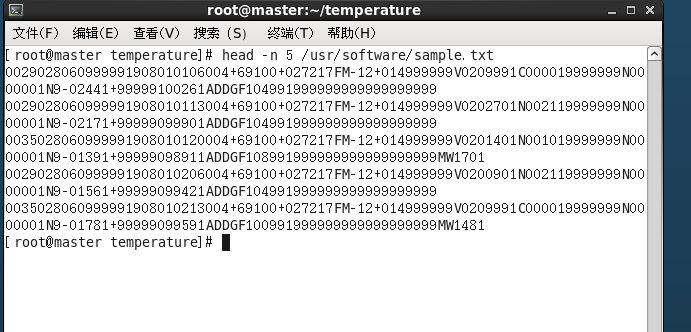 root@master:~/temperature
文件(F) 编辑(E) 查看(V) 搜索 (S) 终端(T) 帮助(H)
[root@master temperature]# head -n 5 /usr/software/sample.txt
0029028060999991908010106004+69100+027217FM-12+014999999V0209991C000019999999N00
00001N9-02441+99999100261ADDGF104991999999999999999999
0029028060999991908010113004+69100+027217FM-12+014999999V0202701N002119999999N00
00001N9-02171+99999099901ADDGF104991999999999999999999
0035028060999991908010120004+69100+027217FM-12+014999999V0201401N001019999999N00
00001N9-01391+99999098911ADDGF108991999999999999999999MW1701
0029028060999991908010206004+69100+027217FM-12+014999999V0200901N002119999999N00
00001N9-01561+99999099421ADDGF104991999999999999999999
0035028060999991908010213004+69100+027217FM-12+014999999V0209991C000019999999N00
00001N9-01781+99999099591ADDGF100991999999999999999999MW1481
[root@master temperature]#